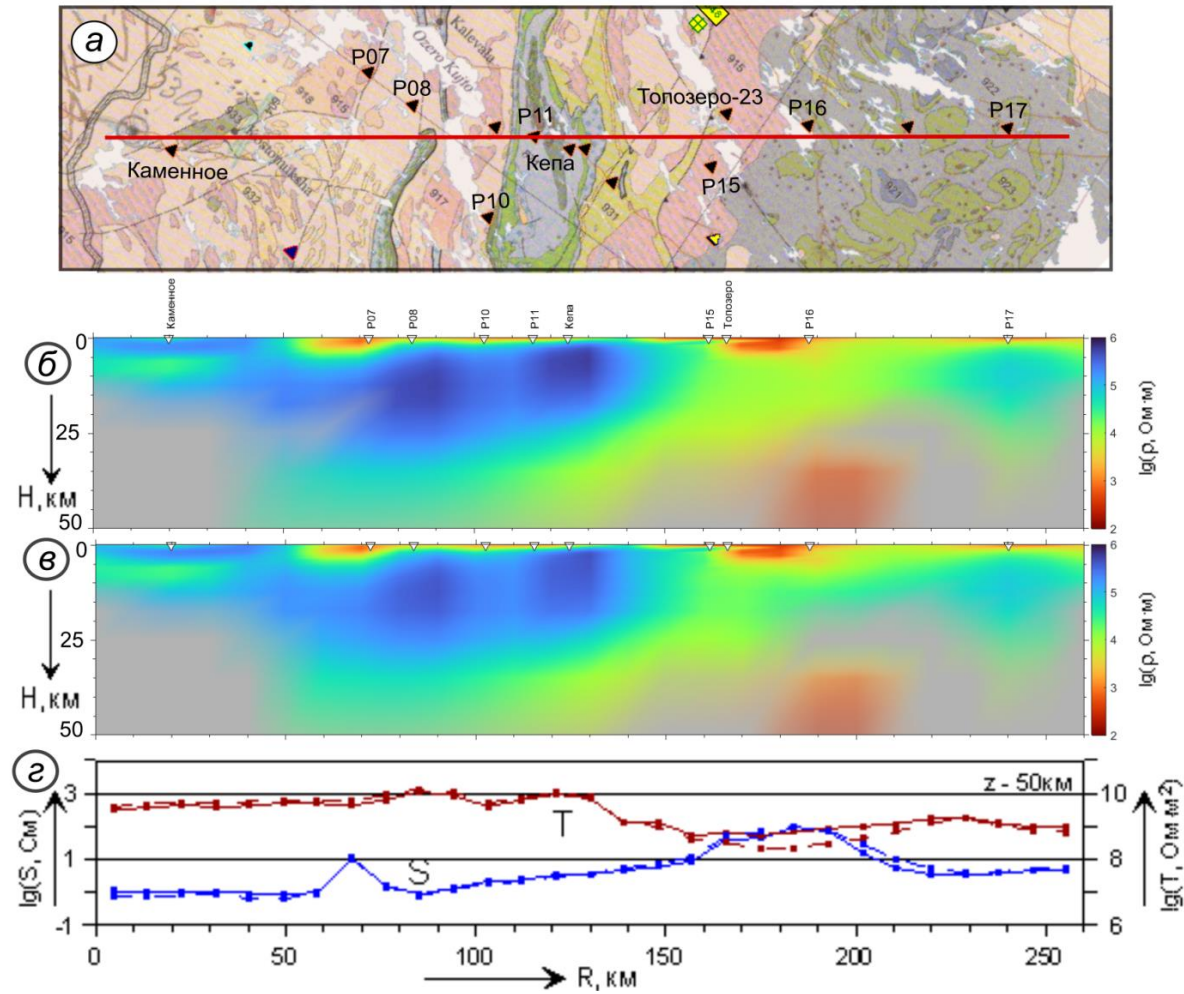 а
P07
P08
Ozero Kujto
Kalevala
P11
Кепа
P10
Топозеро-23
P15
P16
P17
Каменное
Kostomuksha
915
918
915
917
932
931
915
922
921
923
Каменное
P07
P08
P10
P11
Кепа
P15
Топозеро
P16
P17
б
0
25
50
H, км
6
5
4
3
2
lg(ρ, Ом·м)
в
0
25
50
H, км
6
5
4
3
2
lg(ρ, Ом·м)
г
z - 50км
3
1
-1
lg(S, См)
T
S
10
8
6
lg(T, Ом·м²)
0 50 100 150 200 250
R, км